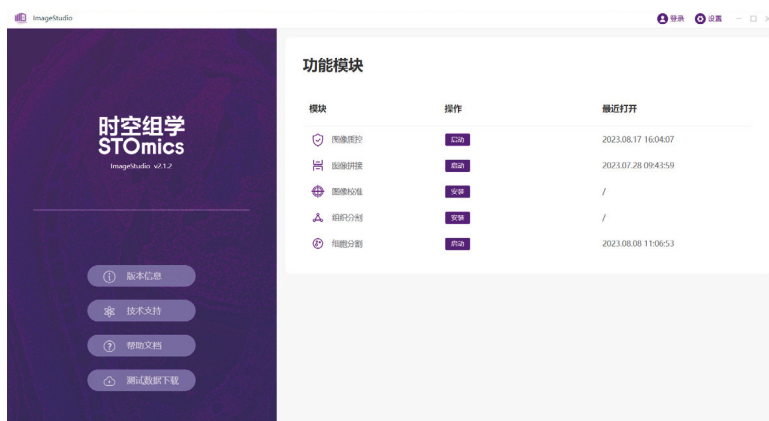 ImageStudio
登录 设置
时空组学
STOmics
ImageStudio v2.1.2
版本信息
技术支持
帮助文档
测试数据下载
功能模块
模块 操作 最近打开
图像质控 启动 2023.08.17 16:04:07
图像拼接 启动 2023.07.28 09:43:59
图像校准 安装 /
组织分割 安装 /
细胞分割 启动 2023.08.08 11:06:53